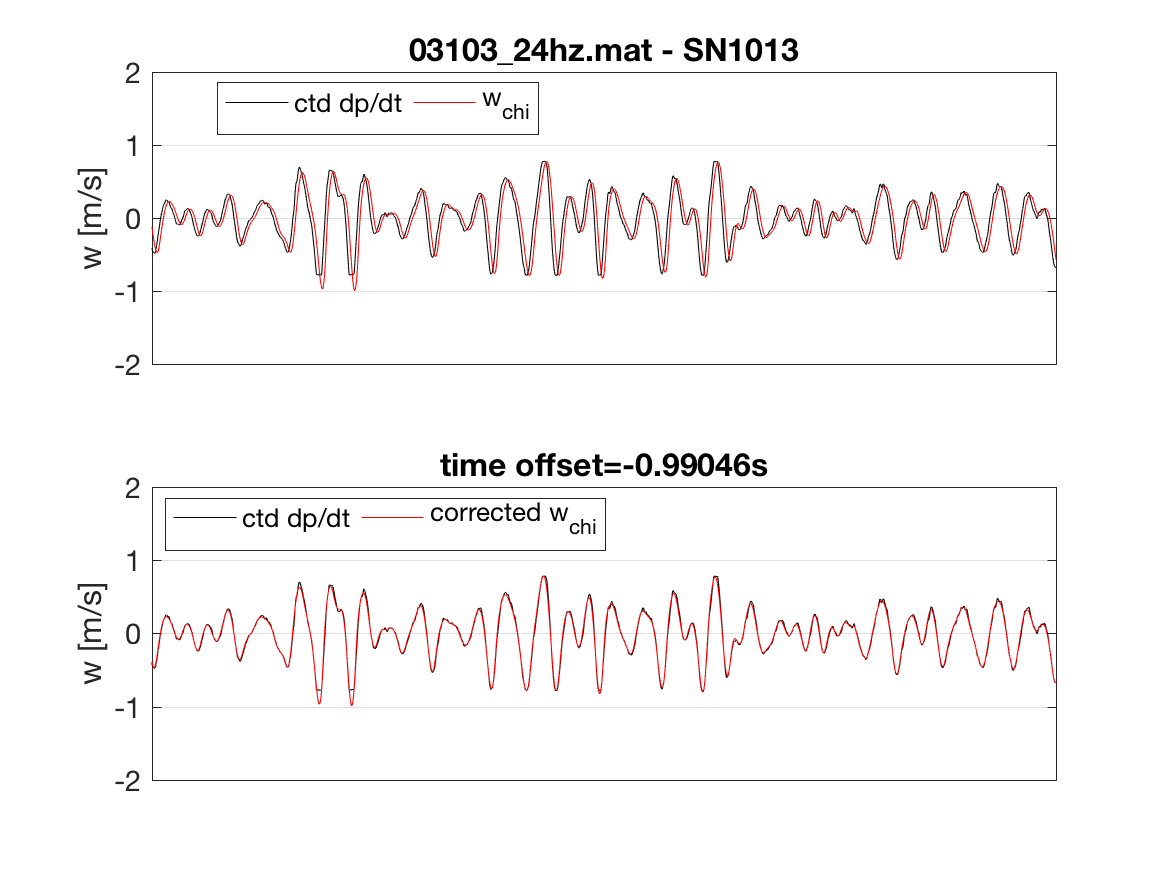 03103_24hz.mat - SN1013
2
ctd dp/dt w_chi
1
w [m/s]
0
-1
-2
time offset=-0.99046s
2
ctd dp/dt corrected w_chi
1
w [m/s]
0
-1
-2